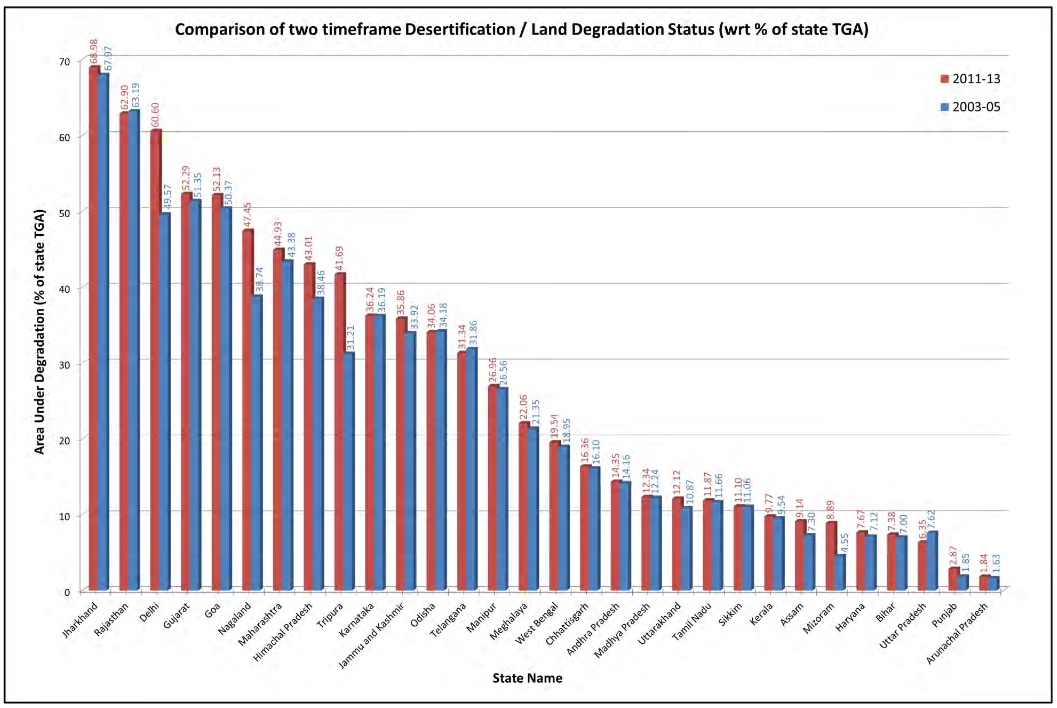 Comparison of two timeframe Desertification / Land Degradation Status (wrt % of state TGA)
2011-13
2003-05
Area Under Degradation (% of state TGA)
70
60
50
40
30
20
10
0
68.98
67.97
62.90
63.19
60.60
49.57
52.29
51.35
52.13
50.37
47.45
38.74
44.93
43.38
43.01
38.46
41.69
31.21
36.24
36.19
35.86
33.92
34.06
34.18
31.34
31.86
26.96
26.56
22.06
21.35
19.54
18.95
16.36
16.10
14.35
14.16
12.34
12.24
12.12
10.87
11.87
11.66
11.10
11.06
9.77
9.54
9.14
7.30
8.89
4.55
7.67
7.12
7.38
7.00
6.35
7.62
2.87
1.85
1.84
1.63
Jharkhand
Rajasthan
Delhi
Gujarat
Goa
Nagaland
Maharashtra
Himachal Pradesh
Tripura
Karnataka
Jammu and Kashmir
Odisha
Telangana
Manipur
Meghalaya
West Bengal
Chhattisgarh
Andhra Pradesh
Madhya Pradesh
Uttarakhand
Tamil Nadu
Sikkim
Kerala
Assam
Mizoram
Haryana
Bihar
Uttar Pradesh
Punjab
Arunachal Pradesh
State Name